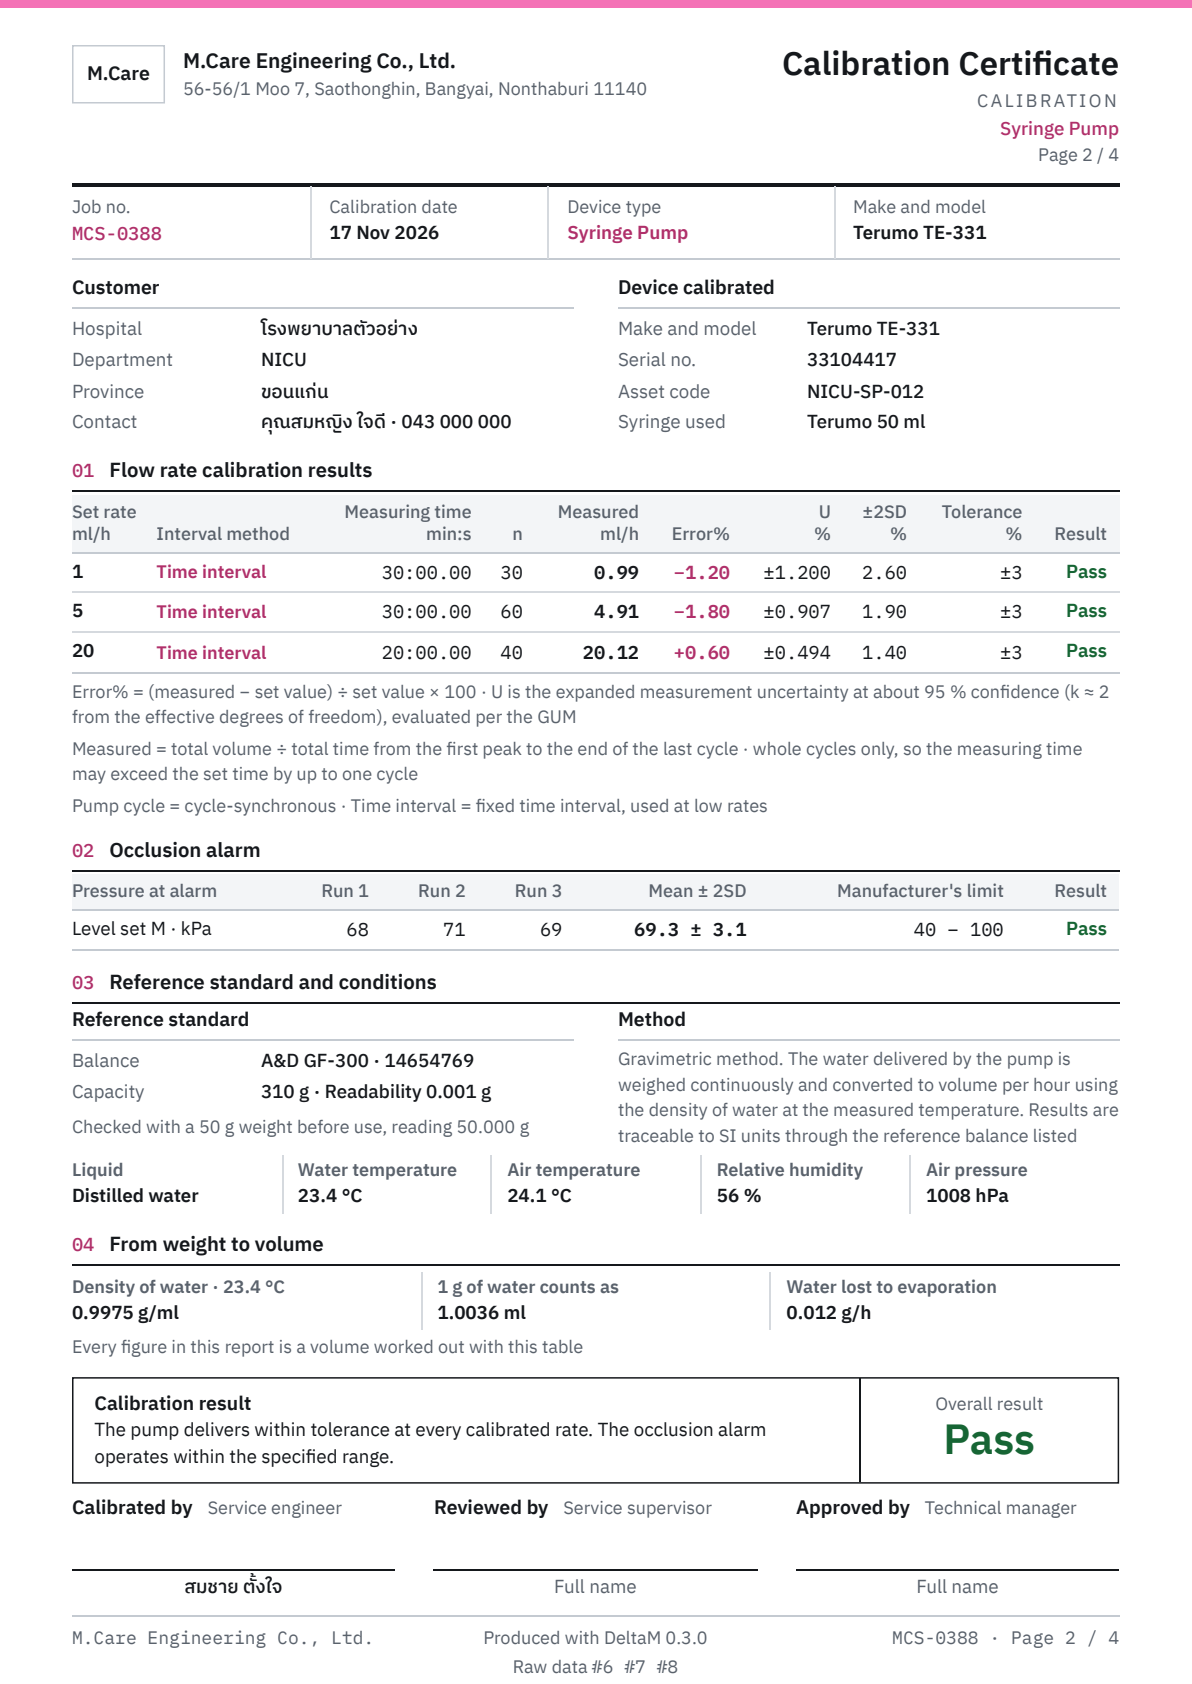 M.Care
M.Care Engineering Co., Ltd.
56-56/1 Moo 7, Saothonghin, Bangyai, Nonthaburi 11140
Calibration Certificate
CALIBRATION
Syringe Pump
Page 2 / 4
Job no. Calibration date Device type Make and model
MCS-0388 17 Nov 2026 Syringe Pump Terumo TE-331
Customer
Hospital โรงพยาบาลตัวอย่าง
Department NICU
Province ขอนแก่น
Contact คุณสมหญิง ใจดี · 043 000 000
Device calibrated
Make and model Terumo TE-331
Serial no. 33104417
Asset code NICU-SP-012
Syringe used Terumo 50 ml
01 Flow rate calibration results
Set rate Measuring time Measured U ±2SD Tolerance
ml/h Interval method min:s n ml/h Error% % % % Result
1 Time interval 30:00.00 30 0.99 −1.20 ±1.200 2.60 ±3 Pass
5 Time interval 30:00.00 60 4.91 −1.80 ±0.907 1.90 ±3 Pass
20 Time interval 20:00.00 40 20.12 +0.60 ±0.494 1.40 ±3 Pass
Error% = (measured − set value) ÷ set value × 100 · U is the expanded measurement uncertainty at about 95 % confidence (k ≈ 2
from the effective degrees of freedom), evaluated per the GUM
Measured = total volume ÷ total time from the first peak to the end of the last cycle · whole cycles only, so the measuring time
may exceed the set time by up to one cycle
Pump cycle = cycle-synchronous · Time interval = fixed time interval, used at low rates
02 Occlusion alarm
Pressure at alarm Run 1 Run 2 Run 3 Mean ± 2SD Manufacturer's limit Result
Level set M · kPa 68 71 69 69.3 ± 3.1 40 – 100 Pass
03 Reference standard and conditions
Reference standard
Balance A&D GF-300 · 14654769
Capacity 310 g · Readability 0.001 g
Checked with a 50 g weight before use, reading 50.000 g
Method
Gravimetric method. The water delivered by the pump is
weighed continuously and converted to volume per hour using
the density of water at the measured temperature. Results are
traceable to SI units through the reference balance listed
Liquid Water temperature Air temperature Relative humidity Air pressure
Distilled water 23.4 °C 24.1 °C 56 % 1008 hPa
04 From weight to volume
Density of water · 23.4 °C 1 g of water counts as Water lost to evaporation
0.9975 g/ml 1.0036 ml 0.012 g/h
Every figure in this report is a volume worked out with this table
Calibration result
The pump delivers within tolerance at every calibrated rate. The occlusion alarm
operates within the specified range.
Overall result
Pass
Calibrated by Service engineer Reviewed by Service supervisor Approved by Technical manager
สมชาย ตั้งใจ Full name Full name
M.Care Engineering Co., Ltd. Produced with DeltaM 0.3.0 MCS-0388 · Page 2 / 4
Raw data #6 #7 #8